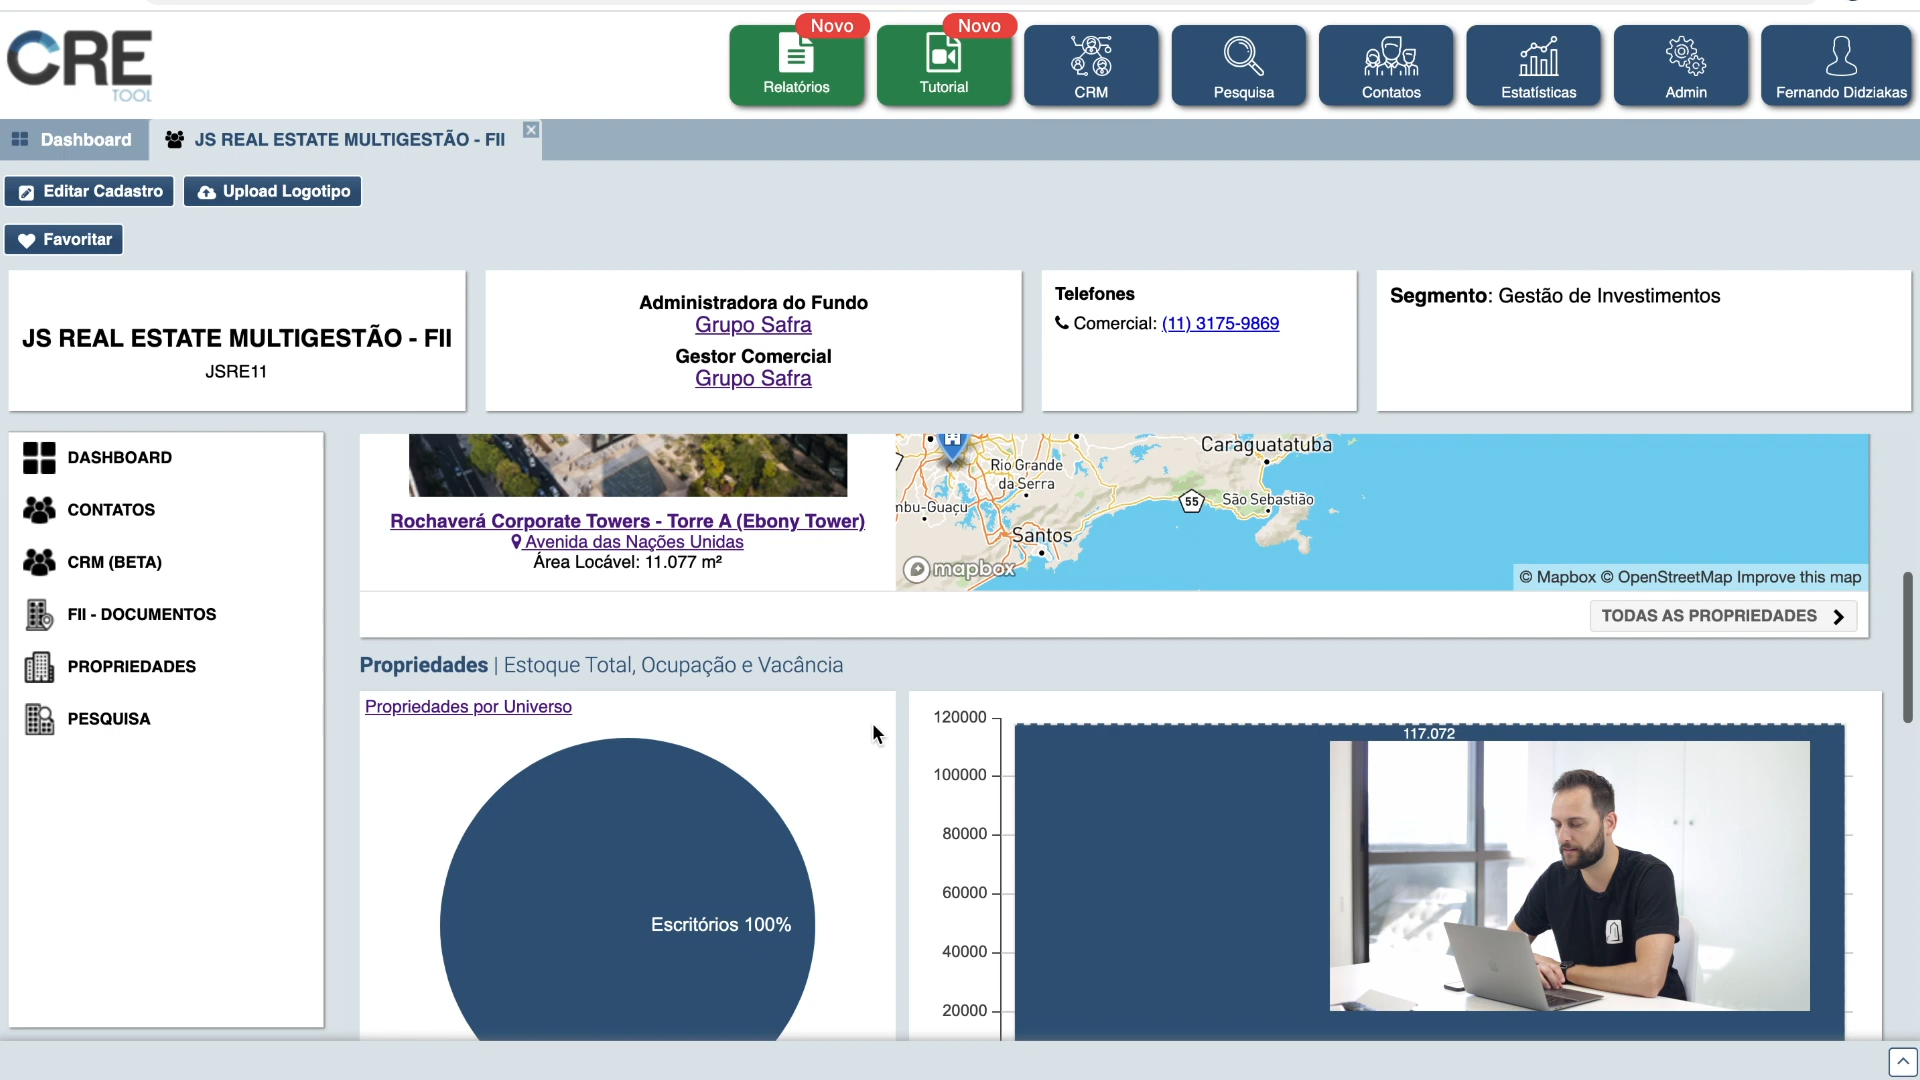 CRE
TOOL
Novo
Relatórios
Novo
Tutorial
CRM
Pesquisa
Contatos
Estatísticas
Admin
Fernando Didziakas
Dashboard
JS REAL ESTATE MULTIGESTÃO - FII
Editar Cadastro
Upload Logotipo
Favoritar
JS REAL ESTATE MULTIGESTÃO - FII
JSRE11
Administradora do Fundo
Grupo Safra
Gestor Comercial
Grupo Safra
Telefones
Comercial: (11) 3175-9869
Segmento: Gestão de Investimentos
DASHBOARD
CONTATOS
CRM (BETA)
FII - DOCUMENTOS
PROPRIEDADES
PESQUISA
Rochaverá Corporate Towers - Torre A (Ebony Tower)
Avenida das Nações Unidas
Área Locável: 11.077 m²
Caraguatatuba
Rio Grande
da Serra
55
São Sebastião
mbu-Guaçu
Santos
mapbox
© Mapbox © OpenStreetMap Improve this map
TODAS AS PROPRIEDADES
Propriedades | Estoque Total, Ocupação e Vacância
Propriedades por Universo
Escritórios 100%
120000
117.072
100000
80000
60000
40000
20000